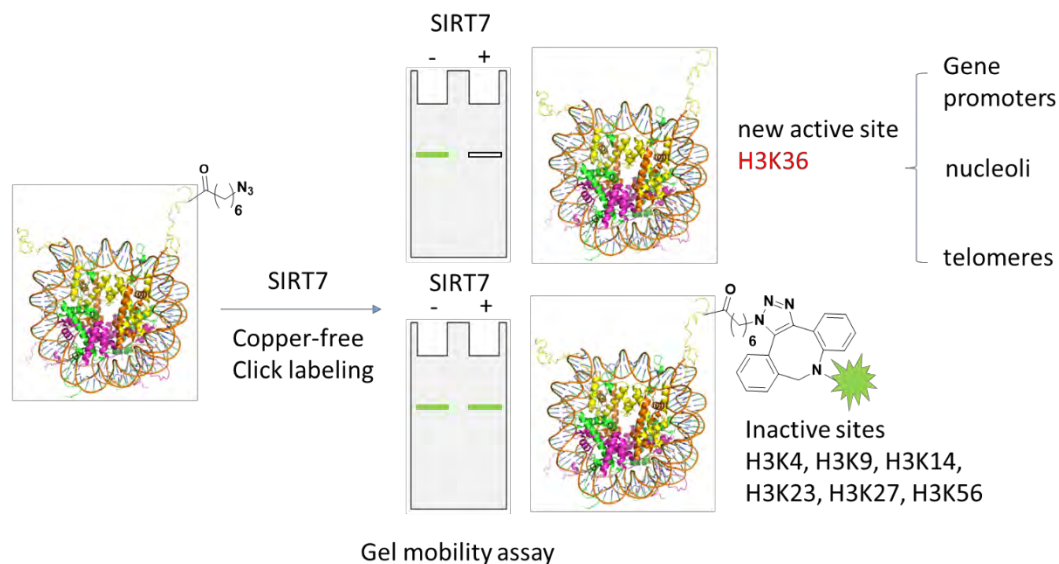 SIRT7
- +
Gene
promoters
new active site
H3K36
nucleoli
telomeres
O
N3
6
SIRT7
Copper-free
Click labeling
SIRT7
- +
O
N N
N
6
N
Inactive sites
H3K4, H3K9, H3K14,
H3K23, H3K27, H3K56
Gel mobility assay